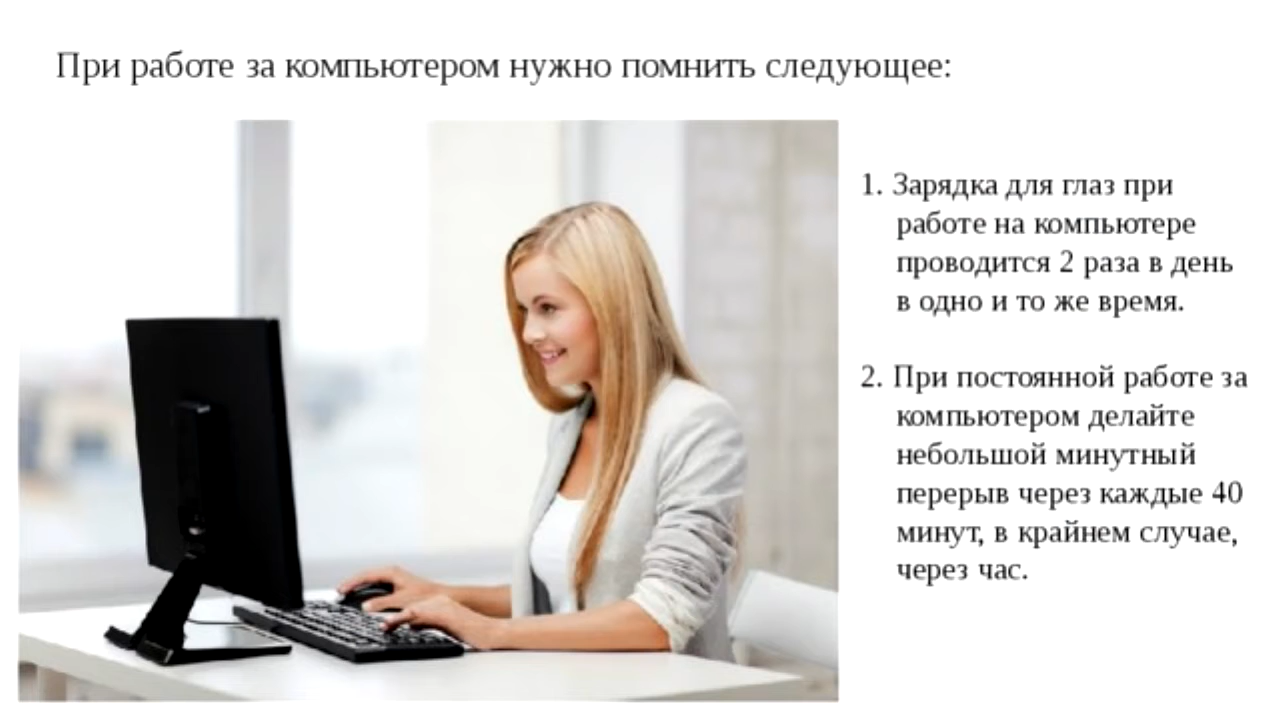 При работе за компьютером нужно помнить следующее:
1. Зарядка для глаз при
работе на компьютере
проводится 2 раза в день
в одно и то же время.
2. При постоянной работе за
компьютером делайте
небольшой минутный
перерыв через каждые 40
минут, в крайнем случае,
через час.